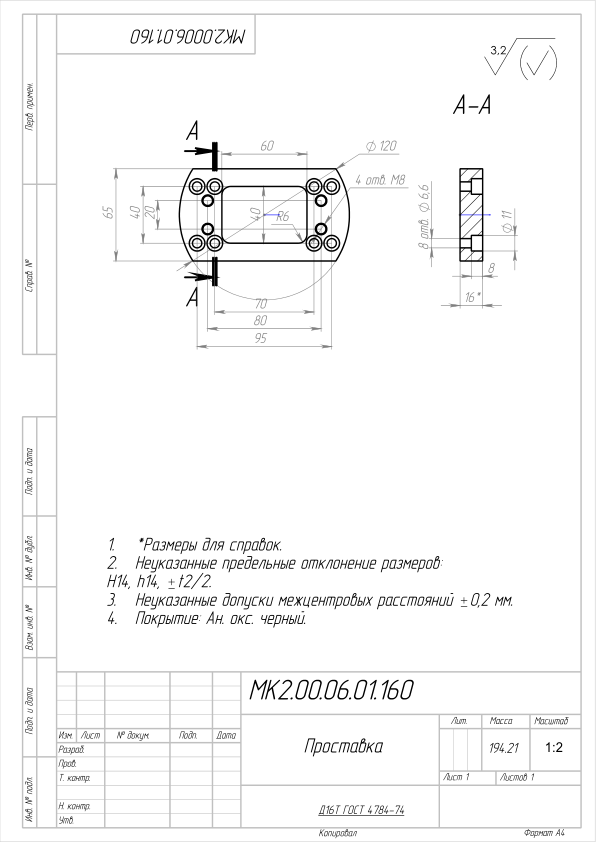 МК2.00.06.01.160
Перв. примен.
Справ. №
Подп. и дата
Инв. № дубл.
Взам. инв. №
Подп. и дата
Инв. № подл.
3,2
А-А
А
60
∅ 120
4 отв. М8
65
40
20
40
R6
А
70
80
95
8 отв. ∅ 6,6
∅ 11
8
16*
1. *Размеры для справок.
2. Неуказанные предельные отклонение размеров:
Н14, h14, ±t2/2.
3. Неуказанные допуски межцентровых расстояний ±0,2 мм.
4. Покрытие: Ан. окс. черный.
МК2.00.06.01.160
Изм. Лист № докум. Подп. Дата
Разраб.
Пров.
Т. контр.
Н. контр.
Утв.
Проставка
Лит. Масса Масштаб
194.21 1:2
Лист 1 Листов 1
Д16Т ГОСТ 4784-74
Копировал Формат А4